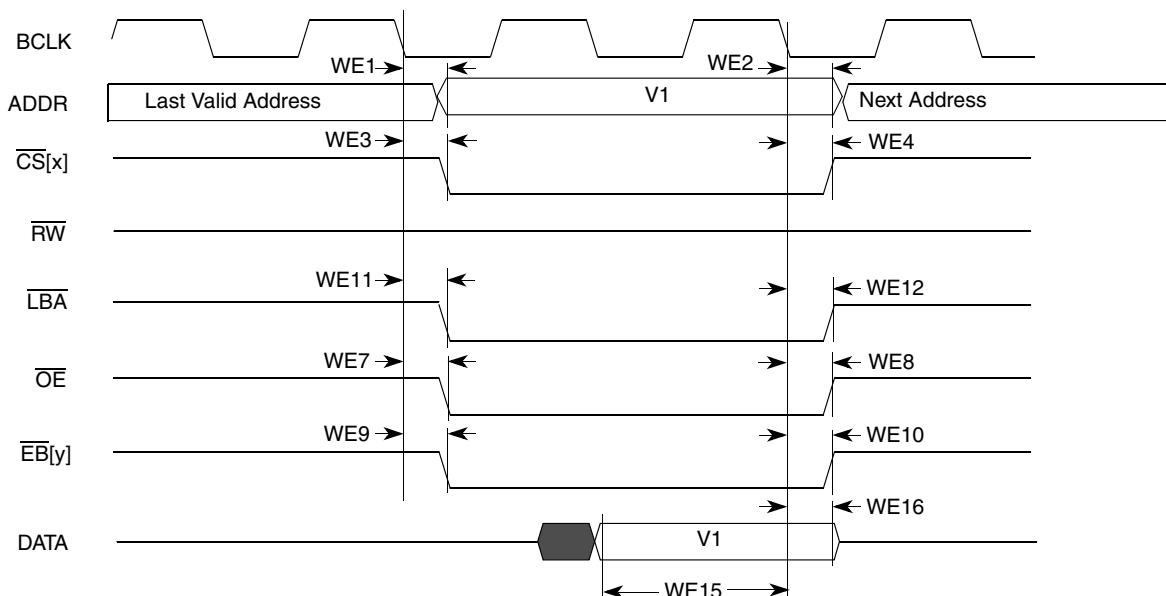 BCLK
WE1
WE2
ADDR
Last Valid Address
V1
Next Address
WE3
WE4
CS[x]
RW
WE11
WE12
LBA
WE7
WE8
OE
WE9
WE10
EB[y]
WE16
DATA
V1
WE15